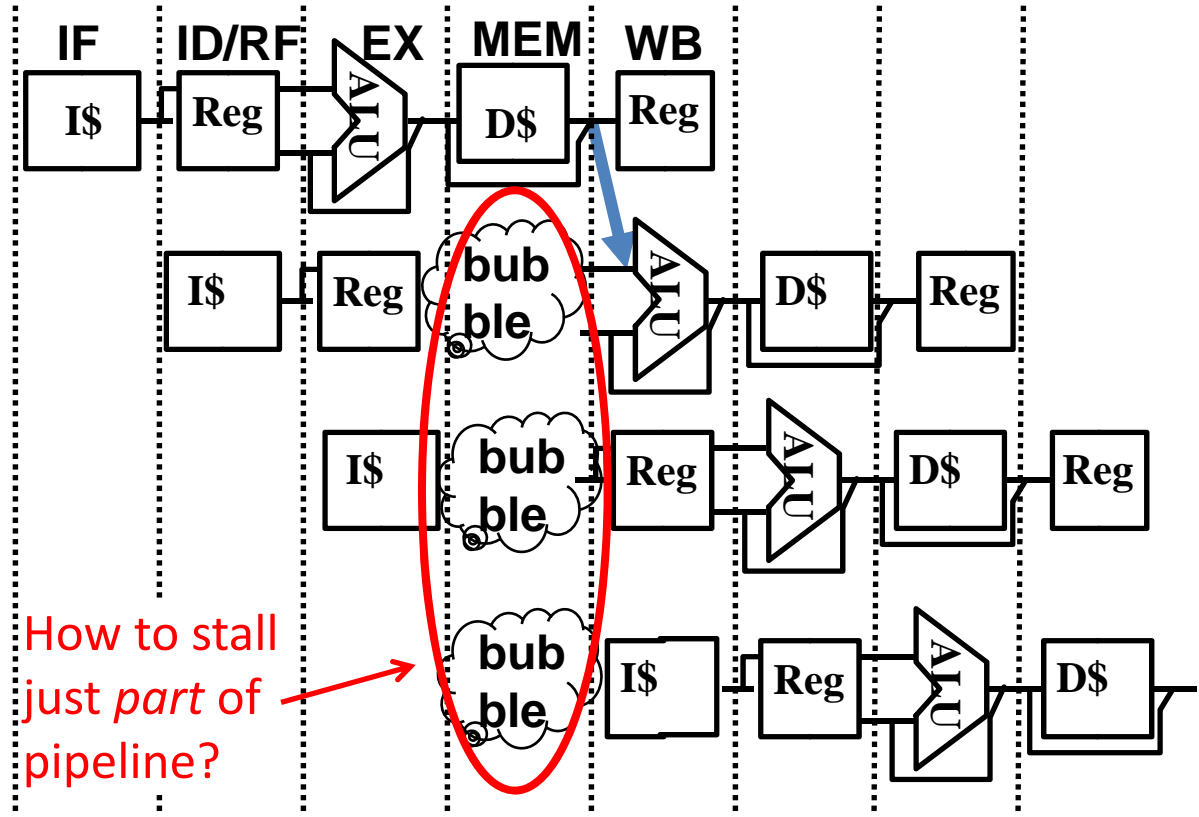 IF ID/RF EX MEM WB
I$ Reg ALU D$ Reg
I$ Reg bub ALU D$ Reg
ble
I$ bub Reg ALU D$ Reg
ble
How to stall
just part of
pipeline?
bub I$ Reg ALU D$
ble